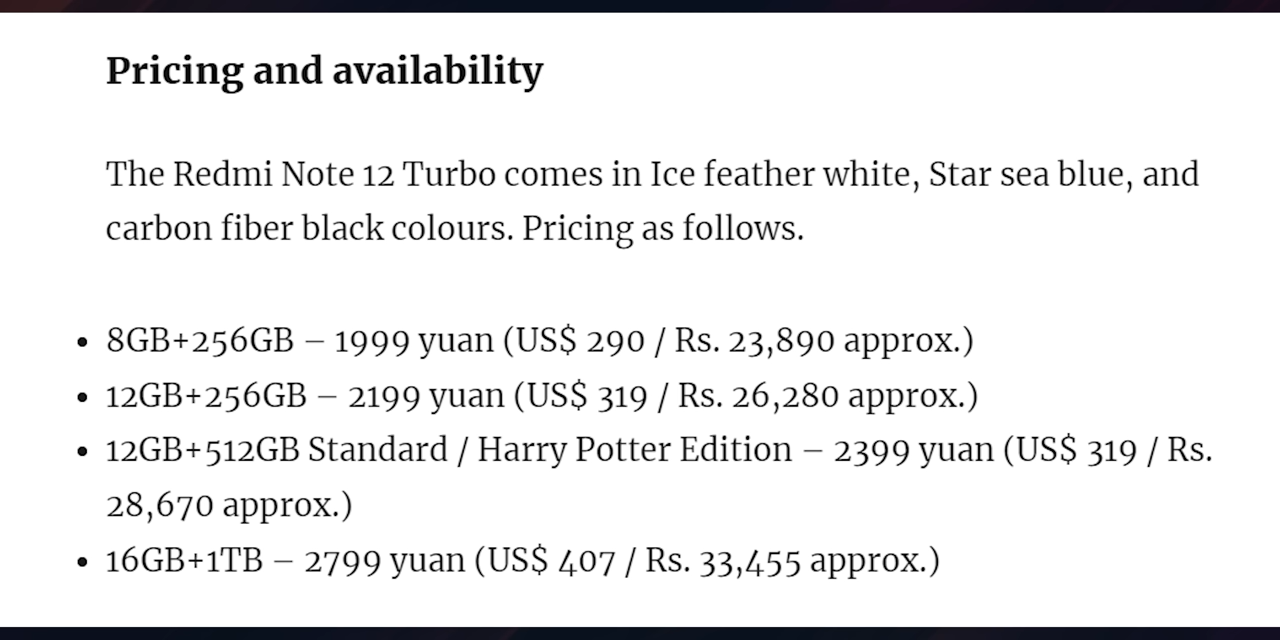 Pricing and availability
The Redmi Note 12 Turbo comes in Ice feather white, Star sea blue, and
carbon fiber black colours. Pricing as follows.
• 8GB+256GB – 1999 yuan (US$ 290 / Rs. 23,890 approx.)
• 12GB+256GB – 2199 yuan (US$ 319 / Rs. 26,280 approx.)
• 12GB+512GB Standard / Harry Potter Edition – 2399 yuan (US$ 319 / Rs.
28,670 approx.)
• 16GB+1TB – 2799 yuan (US$ 407 / Rs. 33,455 approx.)